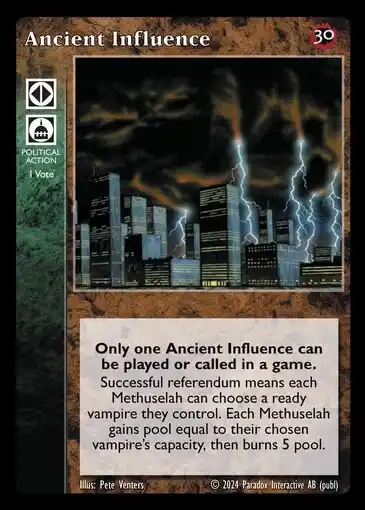 Ancient Influence 30
POLITICAL
ACTION
1 Vote
Only one Ancient Influence can
be played or called in a game.
Successful referendum means each
Methuselah can choose a ready
vampire they control. Each Methuselah
gains pool equal to their chosen
vampire's capacity, then burns 5 pool.
Illus: Pete Venters © 2024 Paradox Interactive AB (publ)